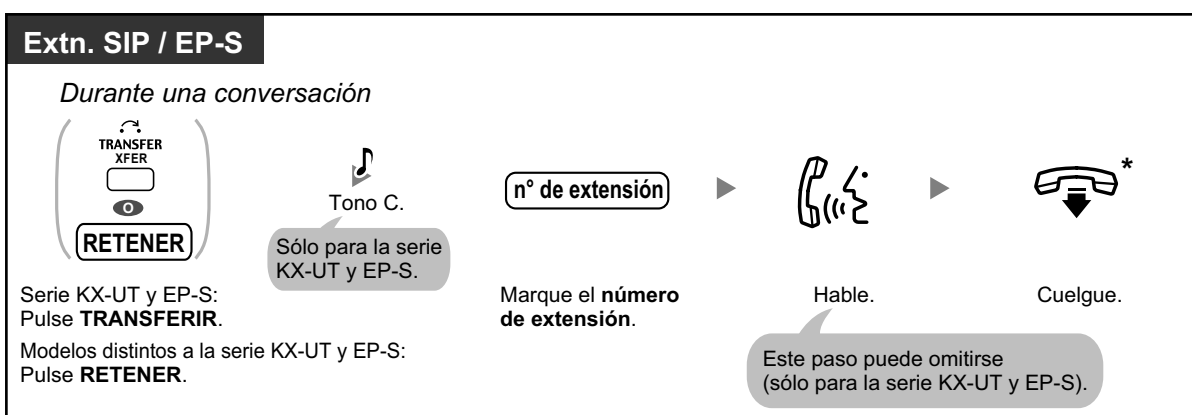 Extn. SIP / EP-S
Durante una conversación
TRANSFER
XFER
O
RETENER
Tono C.
Sólo para la serie
KX-UT y EP-S.
Serie KX-UT y EP-S:
Pulse TRANSFERIR.
Modelos distintos a la serie KX-UT y EP-S:
Pulse RETENER.
n° de extensión
Marque el número
de extensión.
Hable.
Este paso puede omitirse
(sólo para la serie KX-UT y EP-S).
*
Cuelgue.